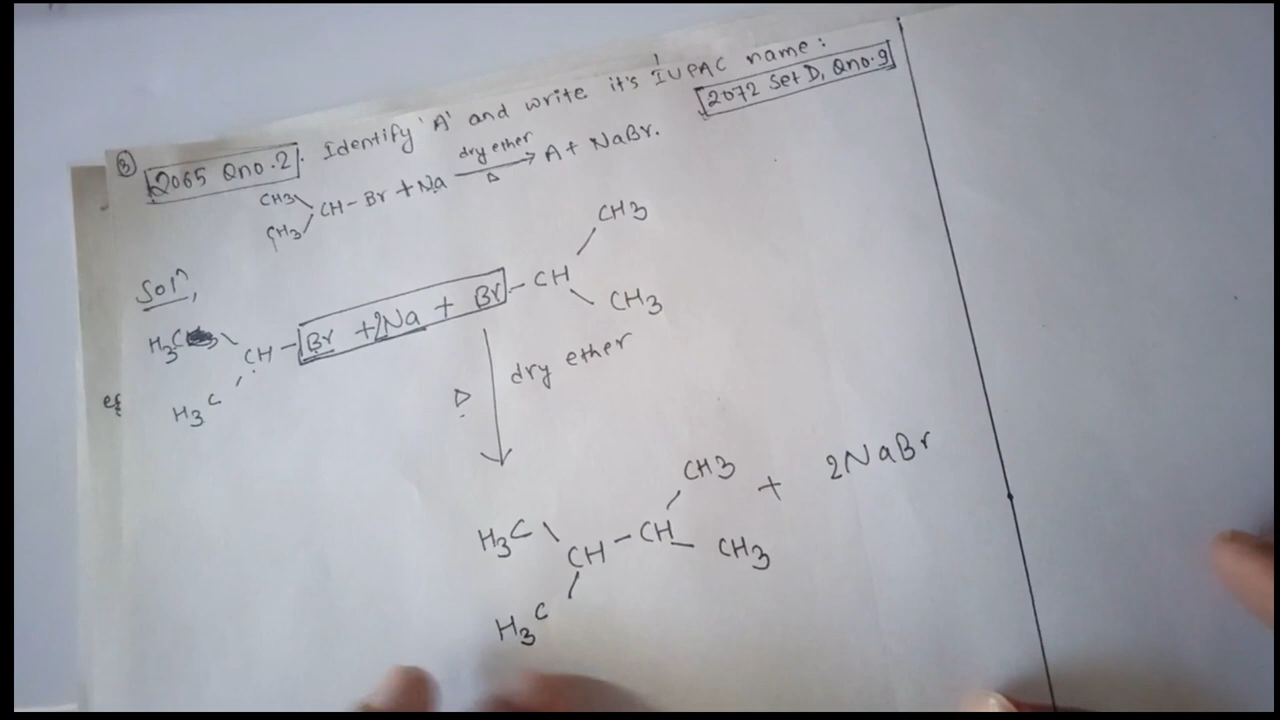 ③ 2065 Qno.2. Identify 'A' and write it's IUPAC name:
2072 Set D, Qno.9
CH3
CH-Br + Na dry ether → A + NaBr.
CH3 Δ
Solⁿ,
CH3
H3C CH-Br + 2Na + Br-CH
H3C CH3
Δ dry ether
H3C CH3 + 2NaBr
CH-CH
H3C CH3